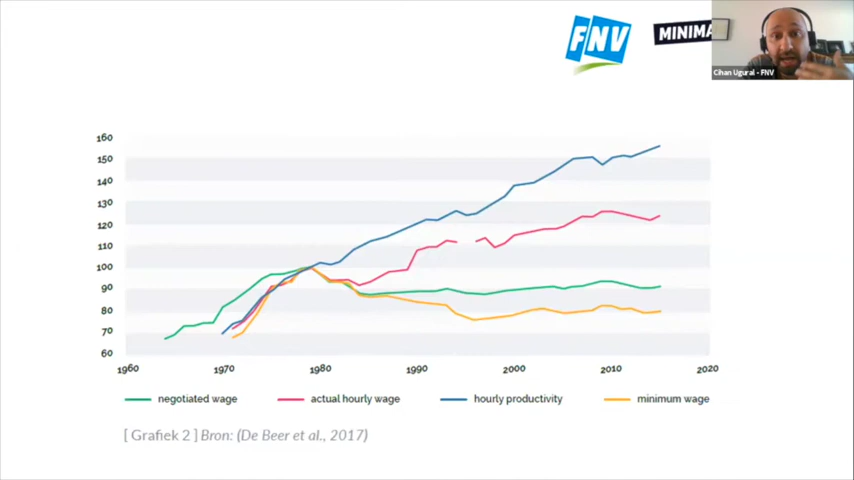 FNV
MINIMA
Cihan Ugural - FNV
160
150
140
130
120
110
100
90
80
70
60
1960
1970
1980
1990
2000
2010
2020
negotiated wage
actual hourly wage
hourly productivity
minimum wage
[ Grafiek 2 ] Bron: (De Beer et al., 2017)